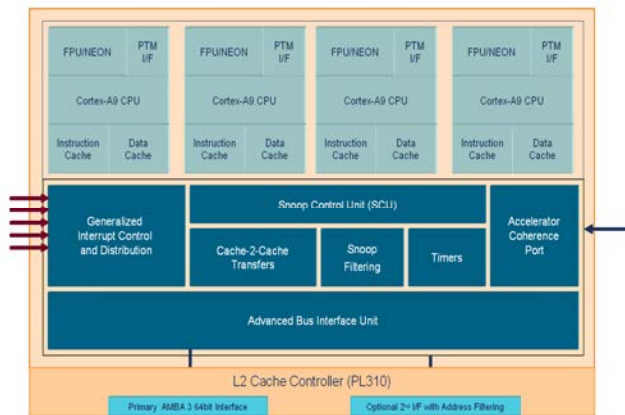 FPU/NEON
PTM
I/F
FPU/NEON
PTM
I/F
FPU/NEON
PTM
I/F
FPU/NEON
PTM
I/F
Cortex-A9 CPU
Cortex-A9 CPU
Cortex-A9 CPU
Cortex-A9 CPU
Instruction
Cache
Data
Cache
Instruction
Cache
Data
Cache
Instruction
Cache
Data
Cache
Instruction
Cache
Data
Cache
Generalized
Interrupt Control
and Distribution
Snoop Control Unit (SCU)
Cache-2-Cache
Transfers
Snoop
Filtering
Timers
Accelerator
Coherence
Port
Advanced Bus Interface Unit
L2 Cache Controller (PL310)
Primary AMBA 3 64bit Interface
Optional 2nd I/F with Address Filtering